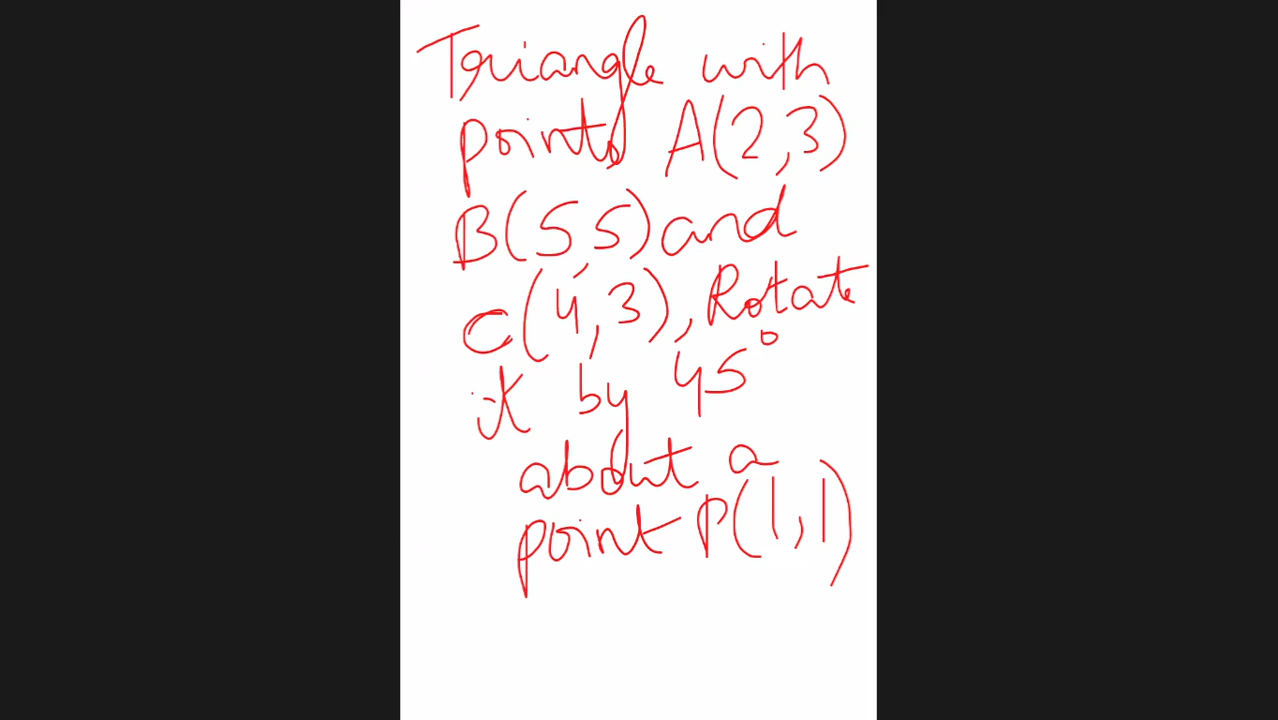 Triangle with
points A(2,3)
B(5,5) and
C(4,3), Rotate
it by 45°
about a
point P(1,1)